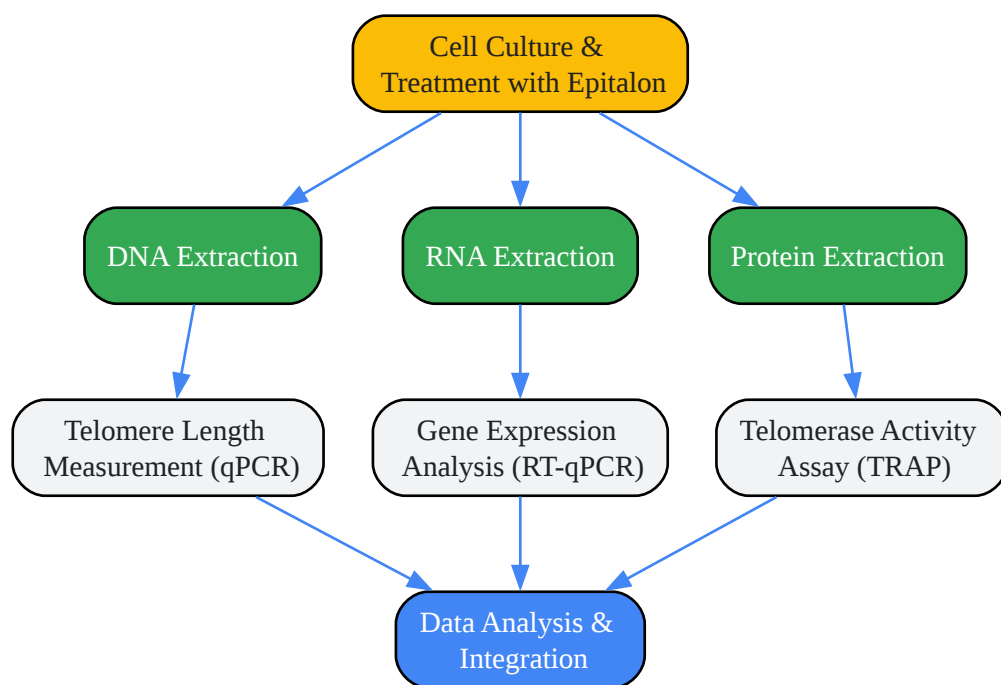 Cell Culture &
Treatment with Epitalon
DNA Extraction
RNA Extraction
Protein Extraction
Telomere Length
Measurement (qPCR)
Gene Expression
Analysis (RT-qPCR)
Telomerase Activity
Assay (TRAP)
Data Analysis &
Integration